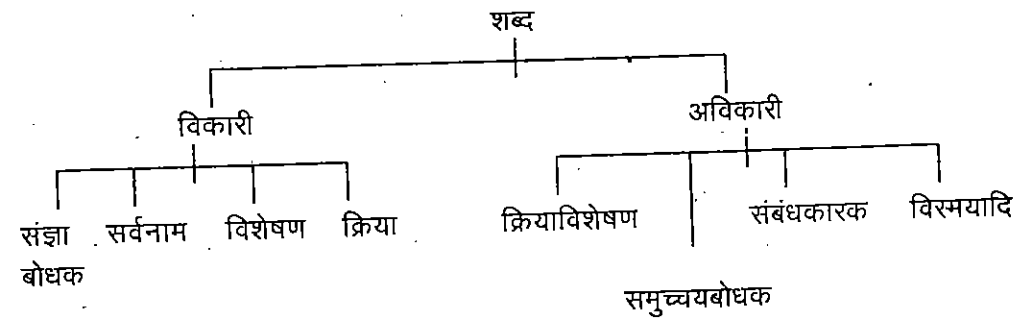 शब्द
विकारी
अविकारी
संज्ञा सर्वनाम विशेषण क्रिया
बोधक
क्रियाविशेषण संबंधकारक विस्मयादि
समुच्चयबोधक